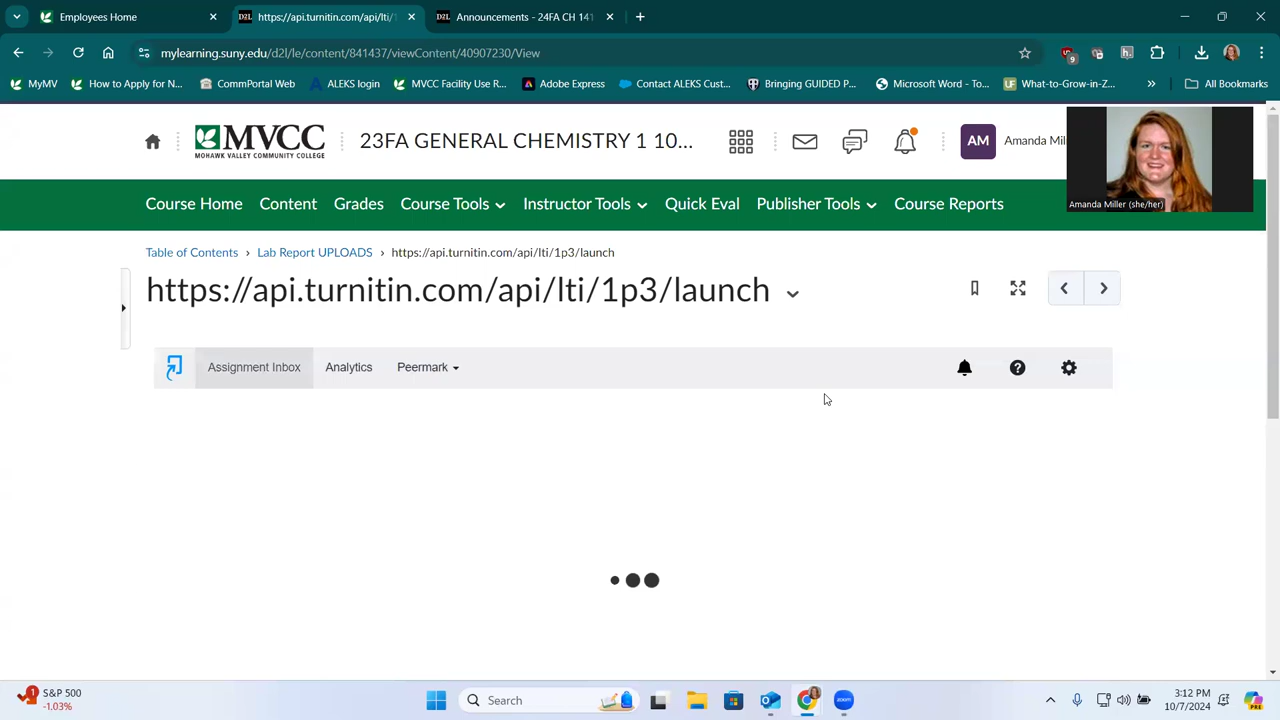 Employees Home
https://api.turnitin.com/api/lti/1
Announcements - 24FA CH 141
mylearning.suny.edu/d2l/le/content/841437/viewContent/40907230/View
9
MyMV
How to Apply for N...
CommPortal Web
ALEKS login
MVCC Facility Use R...
Adobe Express
Contact ALEKS Cust...
Bringing GUIDED P...
Microsoft Word - To...
What-to-Grow-in-Z...
All Bookmarks
MVCC
MOHAWK VALLEY COMMUNITY COLLEGE
23FA GENERAL CHEMISTRY 1 10...
AM
Amanda Mil
Amanda Miller (she/her)
Course Home
Content
Grades
Course Tools
Instructor Tools
Quick Eval
Publisher Tools
Course Reports
Table of Contents › Lab Report UPLOADS › https://api.turnitin.com/api/lti/1p3/launch
https://api.turnitin.com/api/lti/1p3/launch
Assignment Inbox
Analytics
Peermark
1
S&P 500
-1.03%
Search
3:12 PM
10/7/2024